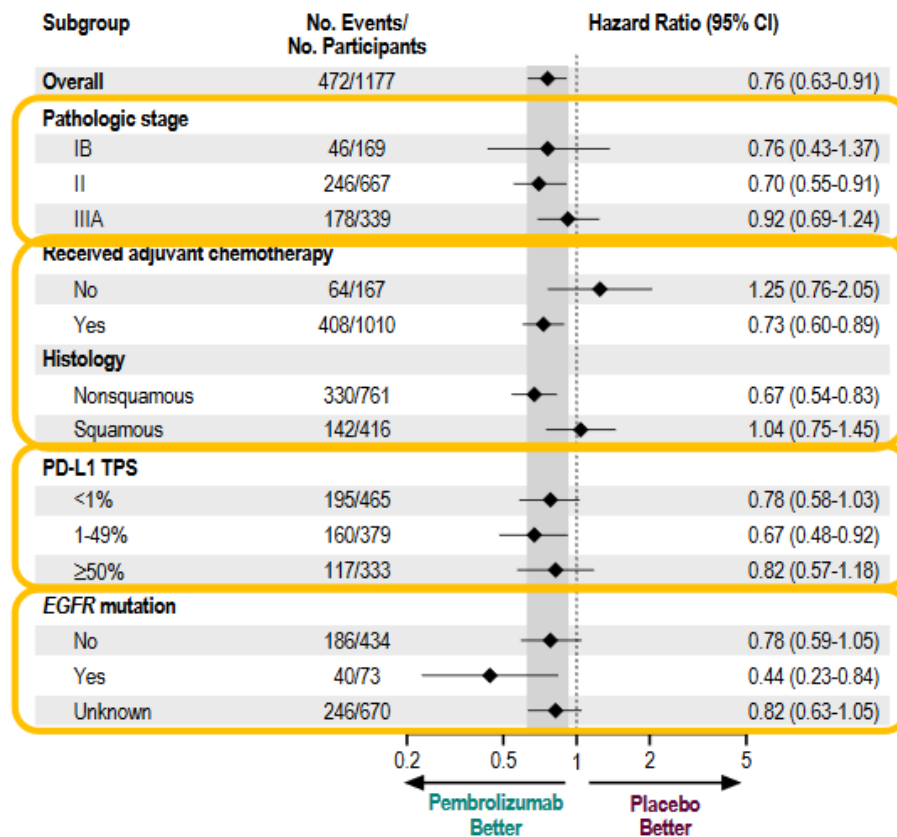 Subgroup No. Events/ Hazard Ratio (95% CI)
No. Participants
Overall 472/1177 0.76 (0.63-0.91)
Pathologic stage
IB 46/169 0.76 (0.43-1.37)
II 246/667 0.70 (0.55-0.91)
IIIA 178/339 0.92 (0.69-1.24)
Received adjuvant chemotherapy
No 64/167 1.25 (0.76-2.05)
Yes 408/1010 0.73 (0.60-0.89)
Histology
Nonsquamous 330/761 0.67 (0.54-0.83)
Squamous 142/416 1.04 (0.75-1.45)
PD-L1 TPS
<1% 195/465 0.78 (0.58-1.03)
1-49% 160/379 0.67 (0.48-0.92)
≥50% 117/333 0.82 (0.57-1.18)
EGFR mutation
No 186/434 0.78 (0.59-1.05)
Yes 40/73 0.44 (0.23-0.84)
Unknown 246/670 0.82 (0.63-1.05)
0.2 0.5 1 2 5
Pembrolizumab Placebo
Better Better